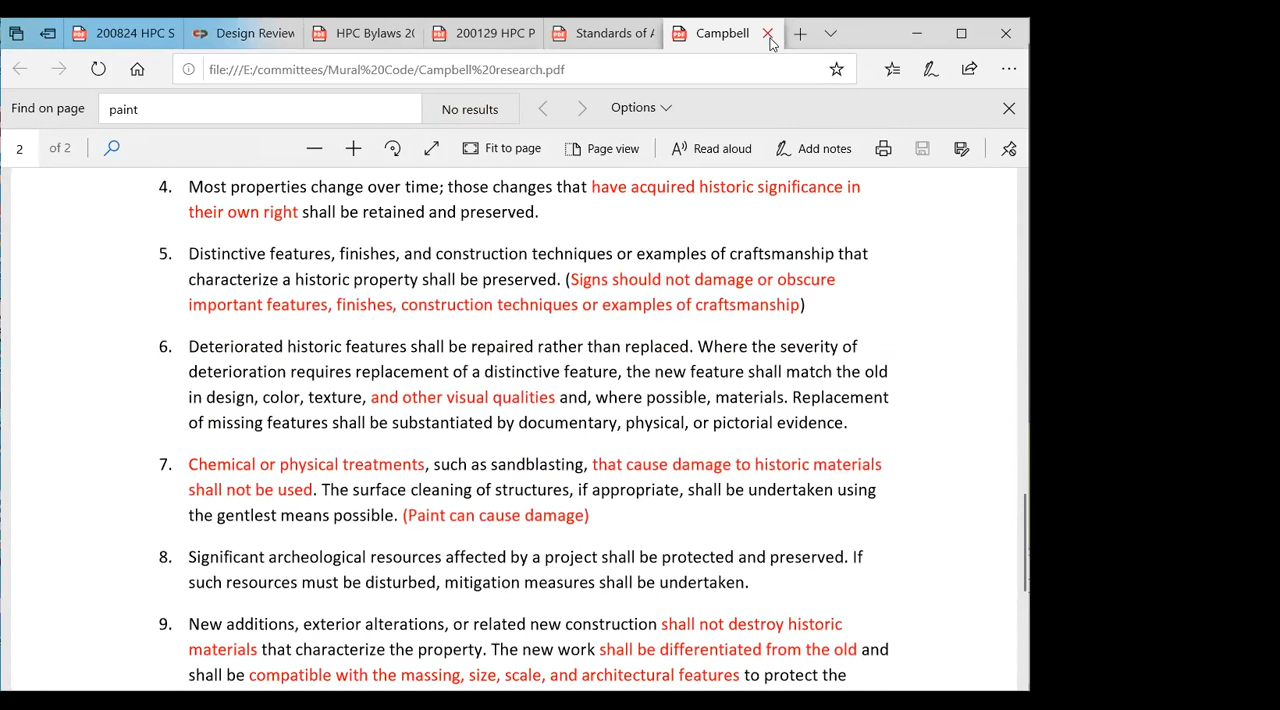 200824 HPC S
Design Review
HPC Bylaws 20
200129 HPC P
Standards of A
Campbell
file:///E:/committees/Mural%20Code/Campbell%20research.pdf
Find on page
paint
No results
Options
2
of 2
Fit to page
Page view
Read aloud
Add notes
4. Most properties change over time; those changes that have acquired historic significance in
their own right shall be retained and preserved.
5. Distinctive features, finishes, and construction techniques or examples of craftsmanship that
characterize a historic property shall be preserved. (Signs should not damage or obscure
important features, finishes, construction techniques or examples of craftsmanship)
6. Deteriorated historic features shall be repaired rather than replaced. Where the severity of
deterioration requires replacement of a distinctive feature, the new feature shall match the old
in design, color, texture, and other visual qualities and, where possible, materials. Replacement
of missing features shall be substantiated by documentary, physical, or pictorial evidence.
7. Chemical or physical treatments, such as sandblasting, that cause damage to historic materials
shall not be used. The surface cleaning of structures, if appropriate, shall be undertaken using
the gentlest means possible. (Paint can cause damage)
8. Significant archeological resources affected by a project shall be protected and preserved. If
such resources must be disturbed, mitigation measures shall be undertaken.
9. New additions, exterior alterations, or related new construction shall not destroy historic
materials that characterize the property. The new work shall be differentiated from the old and
shall be compatible with the massing, size, scale, and architectural features to protect the